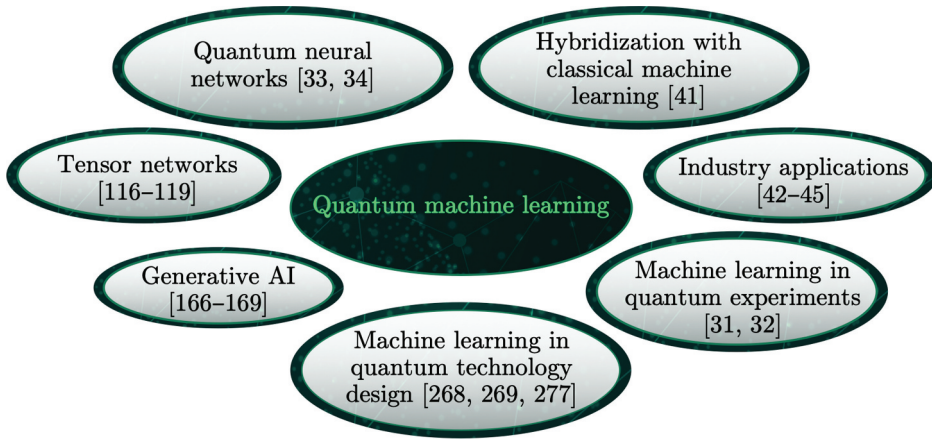 Quantum neural
networks [33, 34]
Hybridization with
classical machine
learning [41]
Tensor networks
[116–119]
Quantum machine learning
Industry applications
[42–45]
Generative AI
[166–169]
Machine learning in
quantum experiments
[31, 32]
Machine learning in
quantum technology
design [268, 269, 277]